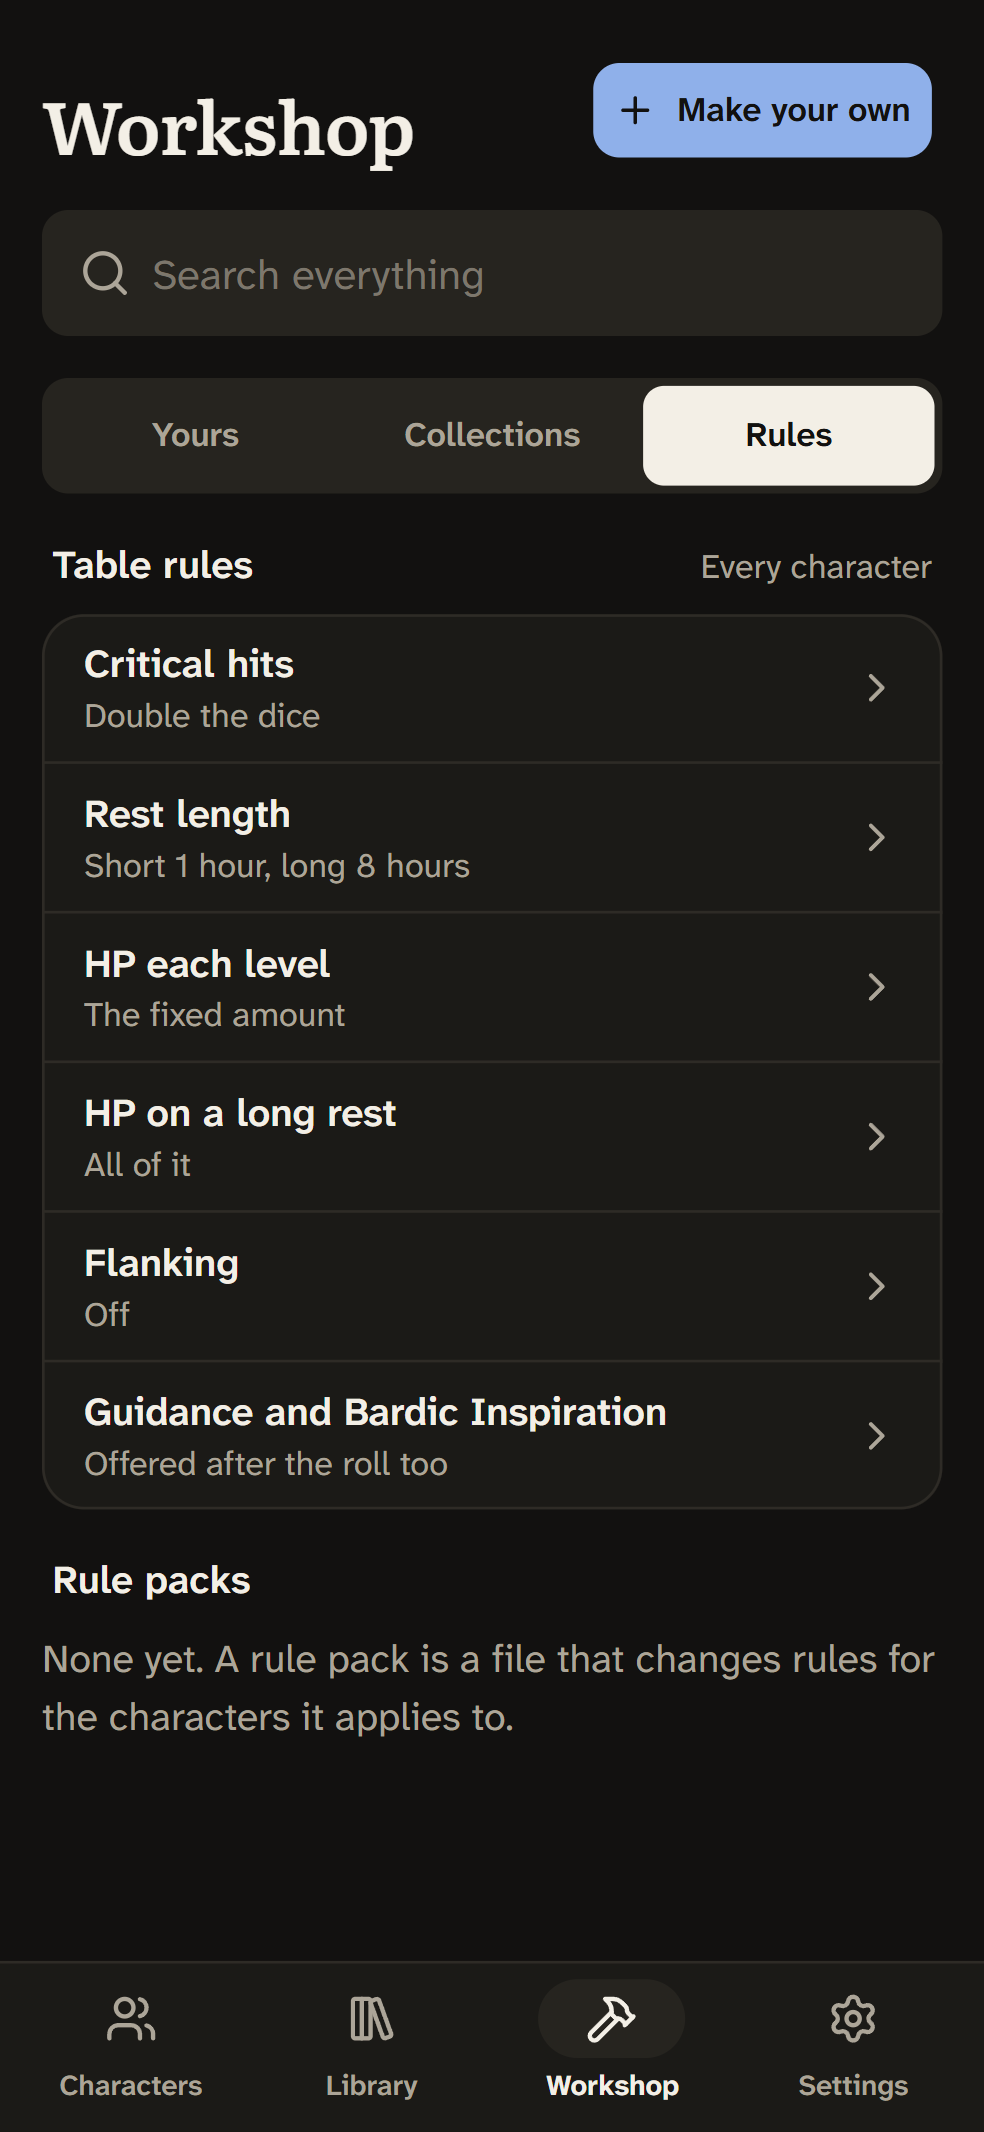 Workshop
Make your own
Search everything
Yours
Collections
Rules
Table rules
Every character
Critical hits
Double the dice
Rest length
Short 1 hour, long 8 hours
HP each level
The fixed amount
HP on a long rest
All of it
Flanking
Off
Guidance and Bardic Inspiration
Offered after the roll too
Rule packs
None yet. A rule pack is a file that changes rules for
the characters it applies to.
Characters
Library
Workshop
Settings